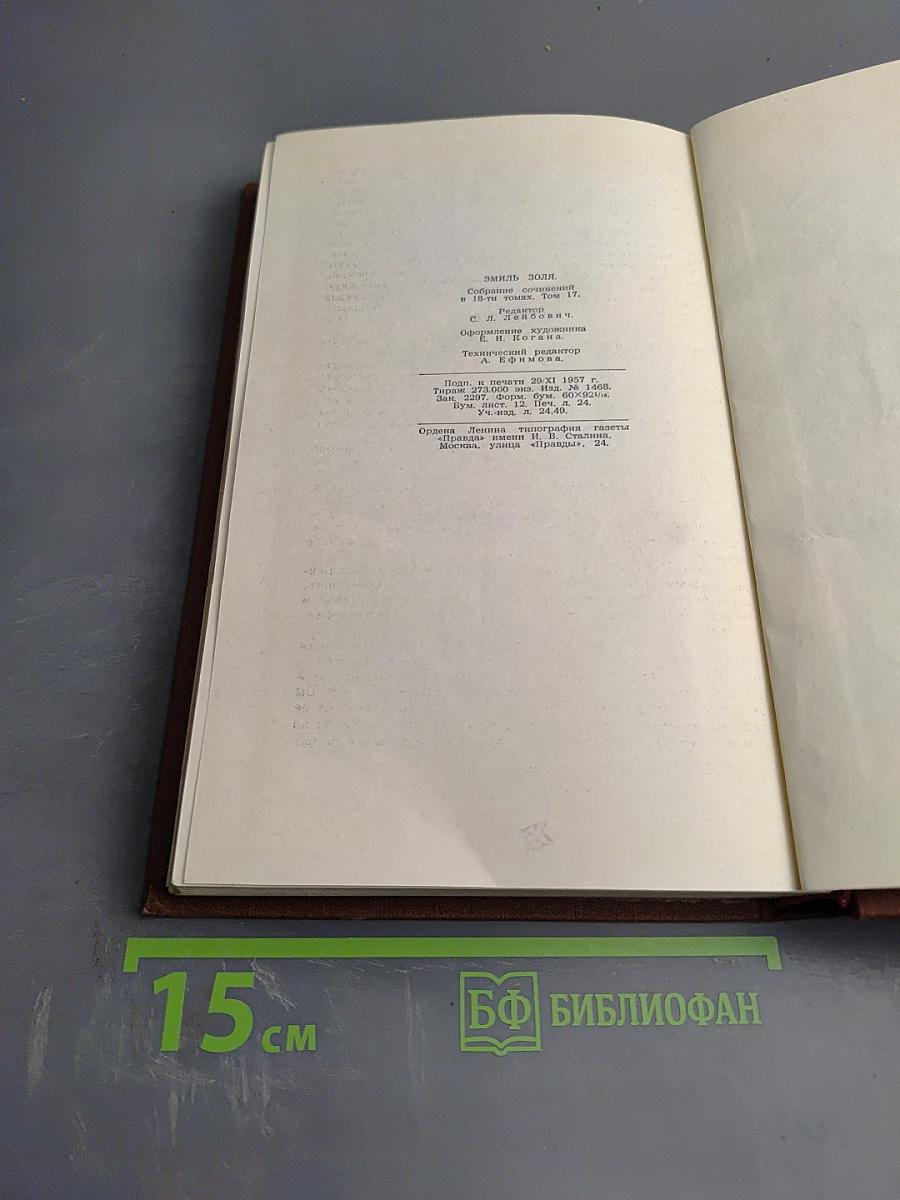 ЭМИЛЬ ЗОЛЯ.
Собрание сочинений
в 18-ти томах. Том 17.
Редактор
С. Л. Лейбович.
Оформление художника
Е. И. Когана.
Технический редактор
А. Ефимова.
Подп. к печати 29/XI 1957 г.
Тираж 273.000 экз. Изд. № 1468.
Зак. 2297. Форм. бум. 60×92 1/16.
Бум. лист. 12. Печ. л. 24.
Уч.-изд. л. 24,49.
Ордена Ленина типография газеты
«Правда» имени И. В. Сталина.
Москва, улица «Правды», 24.
15 см
БФ БИБЛИОФАН